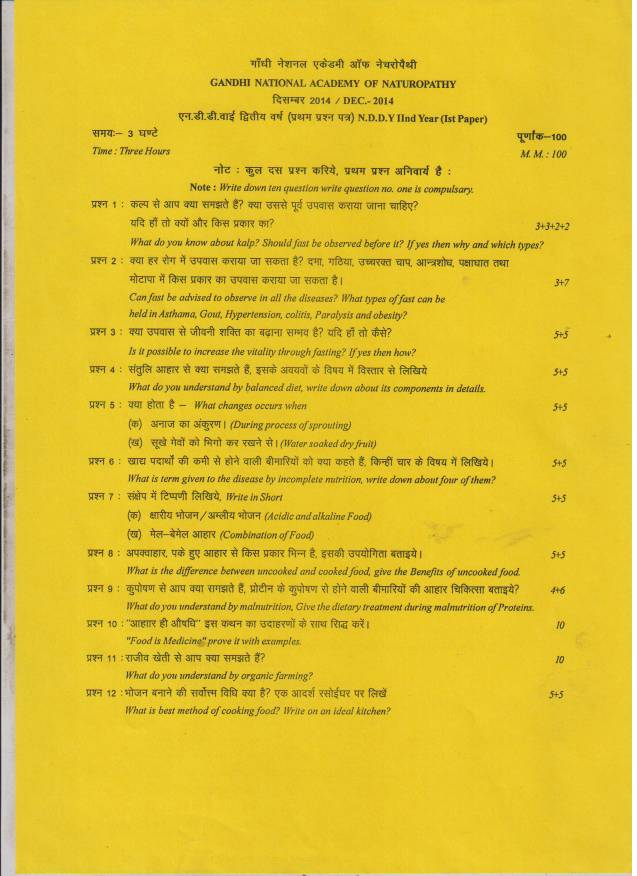 गाँधी नेशनल एकेडमी ऑफ नेचरोपैथी
GANDHI NATIONAL ACADEMY OF NATUROPATHY
दिसम्बर 2014 / DEC.- 2014
एन.डी.डी.वाई द्वितीय वर्ष (प्रथम प्रश्न पत्र) N.D.D.Y IInd Year (Ist Paper)
समयः– 3 घण्टे पूर्णांक–100
Time : Three Hours M. M. : 100
नोट : कुल दस प्रश्न करिये, प्रथम प्रश्न अनिवार्य है :
Note : Write down ten question write question no. one is compulsary.
प्रश्न 1 : कल्प से आप क्या समझते हैं? क्या उससे पूर्व उपवास कराया जाना चाहिए?
यदि हाँ तो क्यों और किस प्रकार का? 3+3+2+2
What do you know about kalp? Should fast be observed before it? If yes then why and which types?
प्रश्न 2 : क्या हर रोग में उपवास कराया जा सकता है? दमा, गठिया, उच्चरक्त चाप, आन्त्रशोध, पक्षाघात तथा
मोटापा में किस प्रकार का उपवास कराया जा सकता है। 3+7
Can fast be advised to observe in all the diseases? What types of fast can be
held in Asthama, Gout, Hypertension, colitis, Paralysis and obesity?
प्रश्न 3 : क्या उपवास से जीवनी शक्ति का बढ़ाना सम्भव है? यदि हाँ तो कैसे? 5+5
Is it possible to increase the vitality through fasting? If yes then how?
प्रश्न 4 : संतुलि आहार से क्या समझते हैं, इसके अवयवों के विषय में विस्तार से लिखिये 5+5
What do you understand by balanced diet, write down about its components in details.
प्रश्न 5 : क्या होता है – What changes occurs when 5+5
(क) अनाज का अंकुरण। (During process of sprouting)
(ख) सूखे मेवों को भिगो कर रखने से। (Water soaked dry fruit)
प्रश्न 6 : खाद्य पदार्थों की कमी से होने वाली बीमारियों को क्या कहते हैं, किन्हीं चार के विषय में लिखिये। 5+5
What is term given to the disease by incomplete nutrition, write down about four of them?
प्रश्न 7 : संक्षेप में टिप्पणी लिखिये, Write in Short 5+5
(क) क्षारीय भोजन/अम्लीय भोजन (Acidic and alkaline Food)
(ख) मेल–बेमेल आहार (Combination of Food)
प्रश्न 8 : अपक्वाहार, पके हुए आहार से किस प्रकार भिन्न है, इसकी उपयोगिता बताइये। 5+5
What is the difference between uncooked and cooked food, give the Benefits of uncooked food.
प्रश्न 9 : कुपोषण से आप क्या रामझते हैं, प्रोटीन के कुपोषण से होने वाली बीमारियों की आहार चिकित्सा बताइये? 4+6
What do you understand by malnutrition, Give the dietary treatment during malnutrition of Proteins.
प्रश्न 10 : "आहाार ही औषधि" इस कथन का उदाहरणों के साथ सिद्ध करें। 10
"Food is Medicine" prove it with examples.
प्रश्न 11 : राजीव खेती से आप क्या समझते हैं? 10
What do you understand by organic farming?
प्रश्न 12 : भोजन बनाने की सर्वोत्म विधि क्या है? एक आदर्श रसोईघर पर लिखें 5+5
What is best method of cooking food? Write on an ideal kitchen?